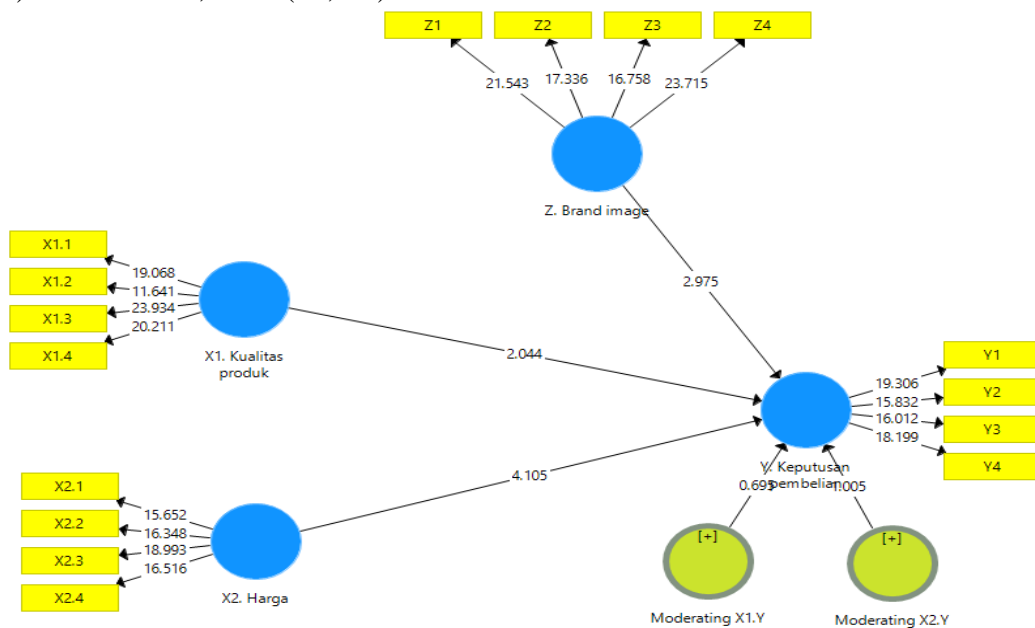 Z1
Z2
Z3
Z4
21.543
17.336
16.758
23.715
Z. Brand image
X1.1
X1.2
X1.3
X1.4
19.068
11.641
23.934
20.211
X1. Kualitas
produk
2.975
2.044
4.105
Y1
Y2
Y3
Y4
19.306
15.832
16.012
18.199
Y. Keputusan
pembelian
0.695
1.005
X2.1
X2.2
X2.3
X2.4
15.652
16.348
18.993
16.516
X2. Harga
[+]
[+]
Moderating X1.Y
Moderating X2.Y